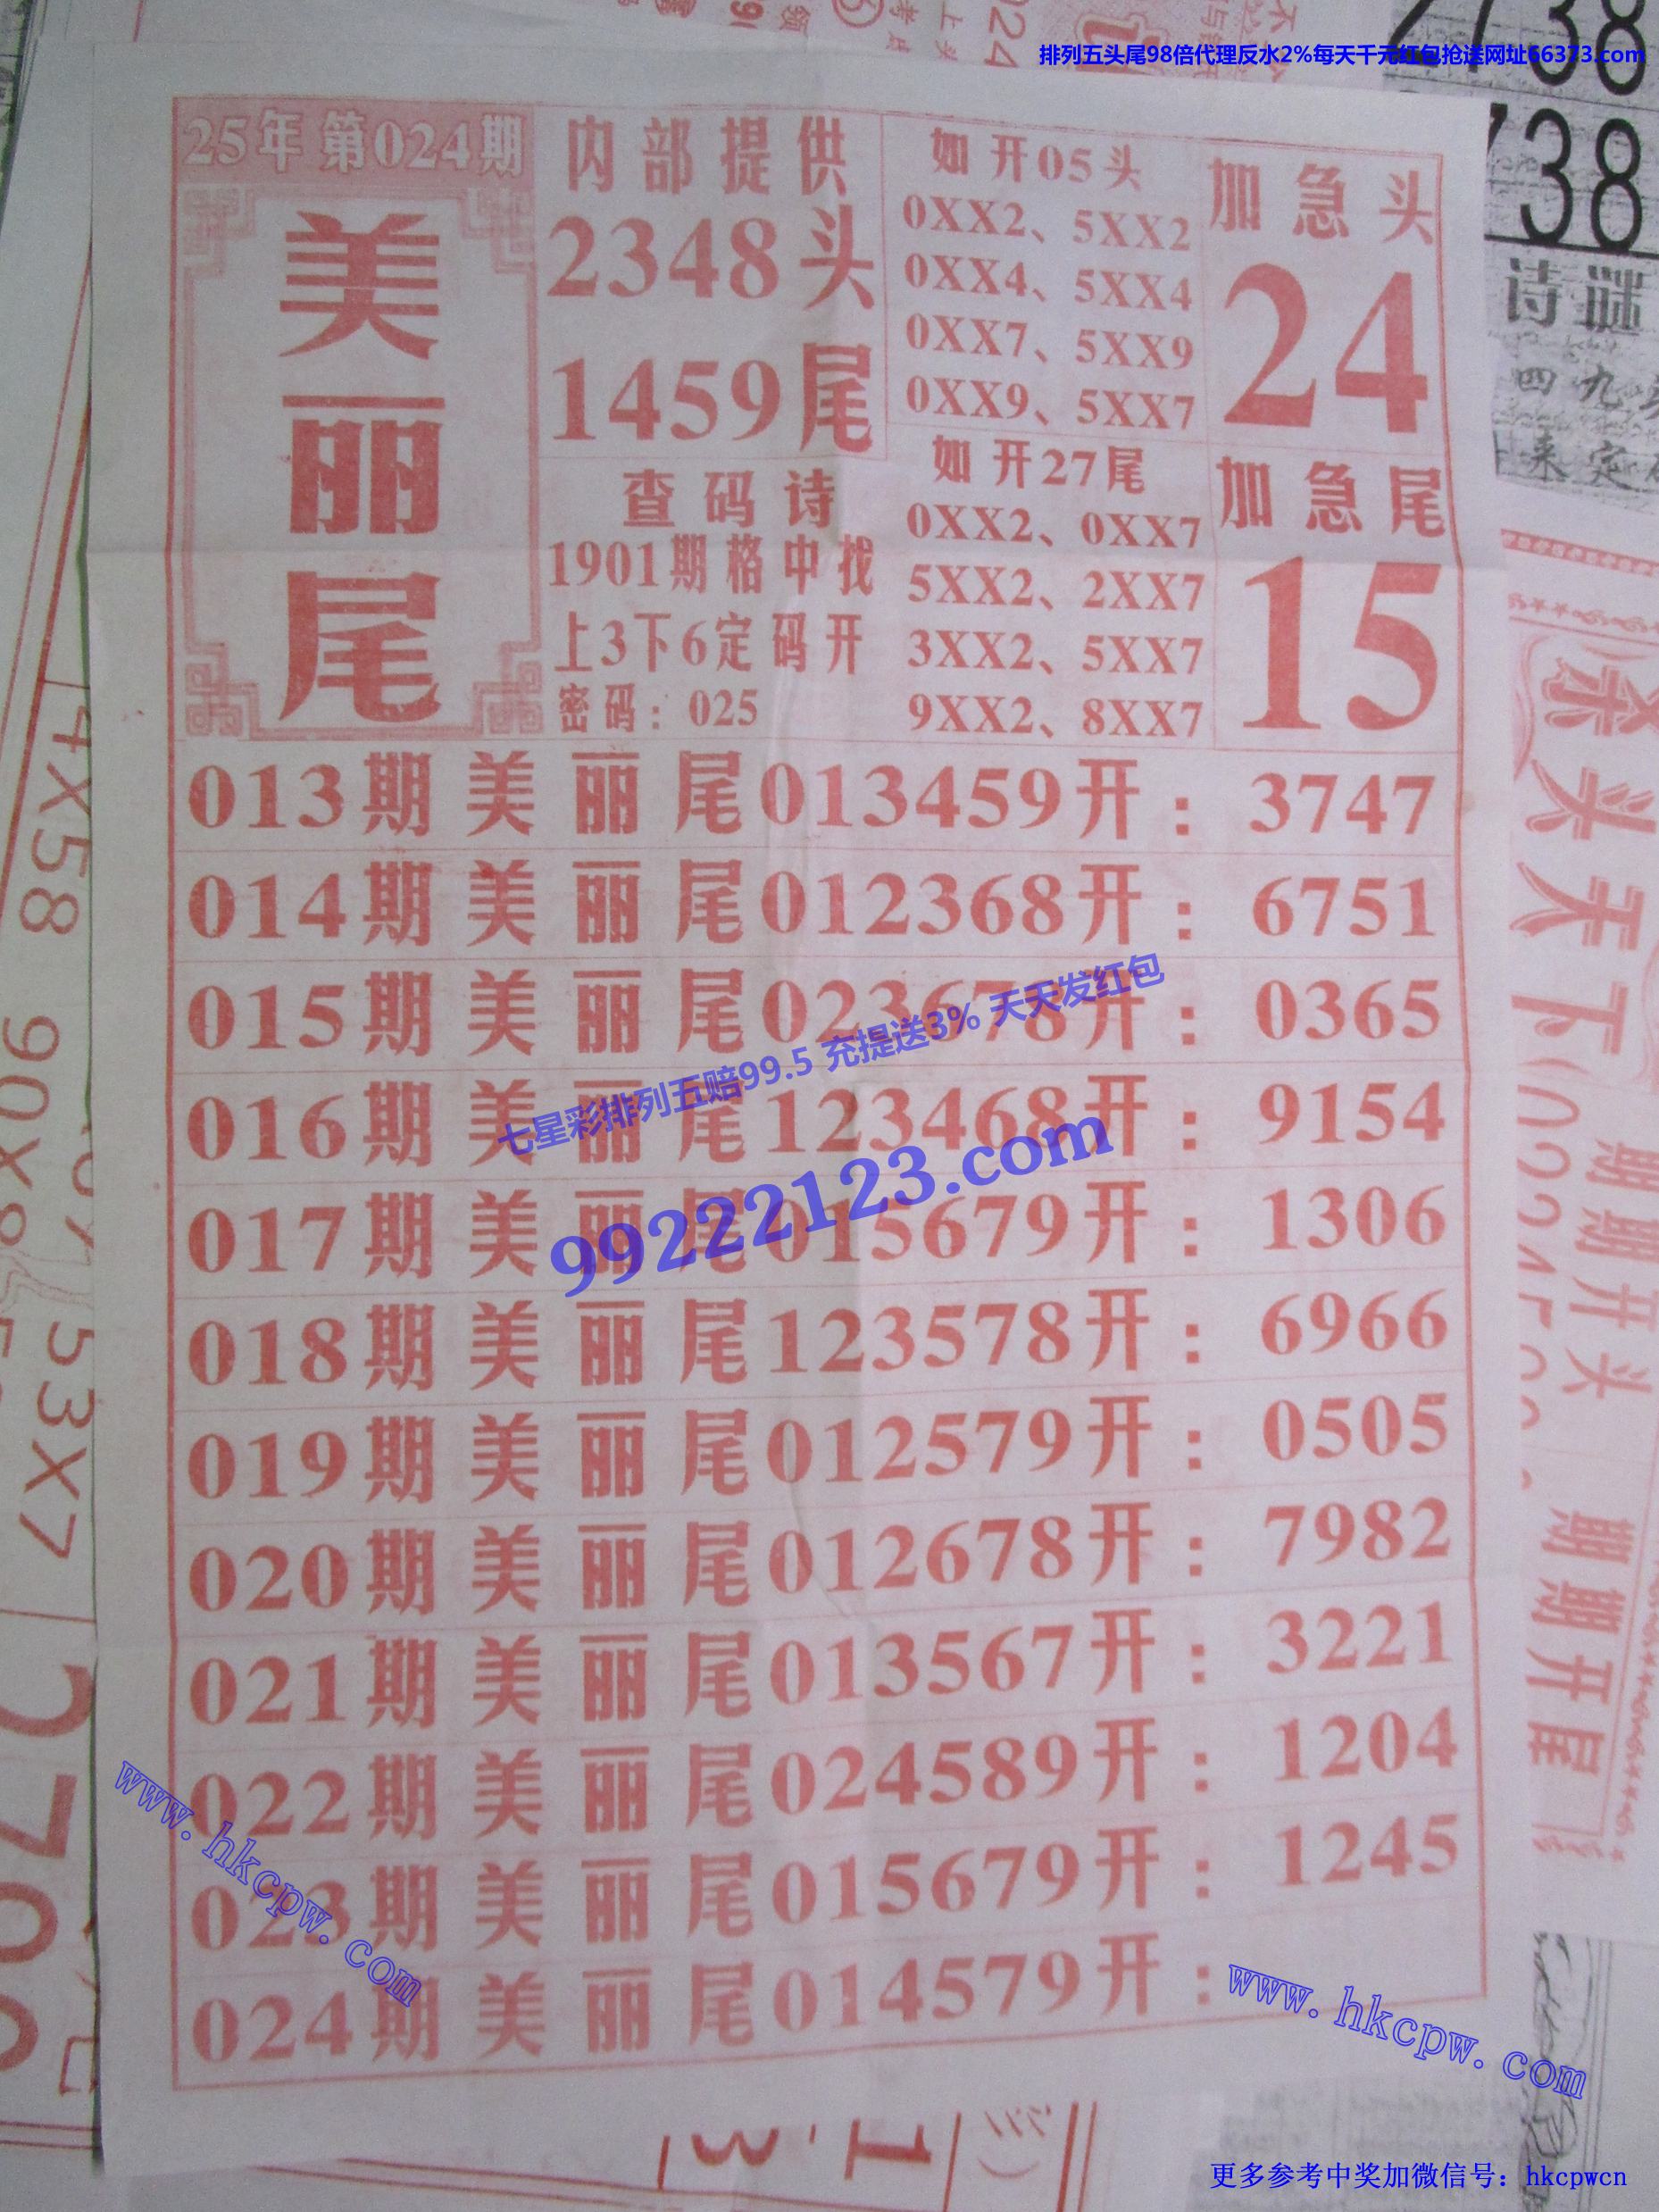 排列五头尾98倍代理反水2%每天千元红包抢送网址66373.com
25年 第024期
美丽尾
内部提供
2348头
1459尾
查码诗
1901期格中找
上3下6定码开
密码：025
如开05头
0XX2、5XX2
0XX4、5XX4
0XX7、5XX9
0XX9、5XX7
如开27尾
0XX2、0XX7
5XX2、2XX7
3XX2、5XX7
9XX2、8XX7
加急头
24
加急尾
15
013期美丽尾013459开：3747
014期美丽尾012368开：6751
015期美丽尾023678开：0365
016期美丽尾123468开：9154
017期美丽尾015679开：1306
018期美丽尾123578开：6966
019期美丽尾012579开：0505
020期美丽尾012678开：7982
021期美丽尾013567开：3221
022期美丽尾024589开：1204
023期美丽尾015679开：1245
024期美丽尾014579开：
七星彩排列五赔99.5 充提送3% 天天发红包
99222123.com
www.hkcpw.com
www.hkcpw.com
更多参考中奖加微信号：hkcpwcn
738
诗谜
四九
来定
头天下
期期开头
期期开尾
4X58
53X7